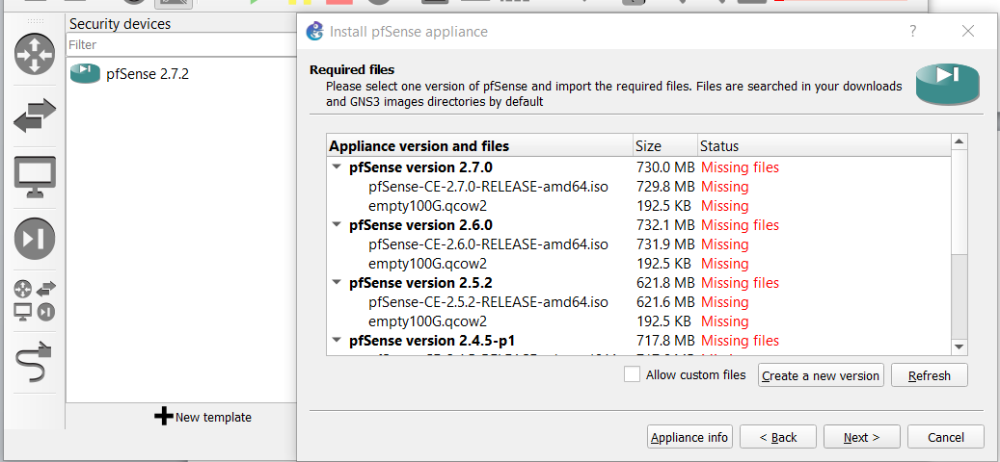 Security devices
Filter
pfSense 2.7.2
New template
Install pfSense appliance
?
Required files
Please select one version of pfSense and import the required files. Files are searched in your downloads
and GNS3 images directories by default
Appliance version and files Size Status
pfSense version 2.7.0 730.0 MB Missing files
pfSense-CE-2.7.0-RELEASE-amd64.iso 729.8 MB Missing
empty100G.qcow2 192.5 KB Missing
pfSense version 2.6.0 732.1 MB Missing files
pfSense-CE-2.6.0-RELEASE-amd64.iso 731.9 MB Missing
empty100G.qcow2 192.5 KB Missing
pfSense version 2.5.2 621.8 MB Missing files
pfSense-CE-2.5.2-RELEASE-amd64.iso 621.6 MB Missing
empty100G.qcow2 192.5 KB Missing
pfSense version 2.4.5-p1 717.8 MB Missing files
Allow custom files Create a new version Refresh
Appliance info < Back Next > Cancel